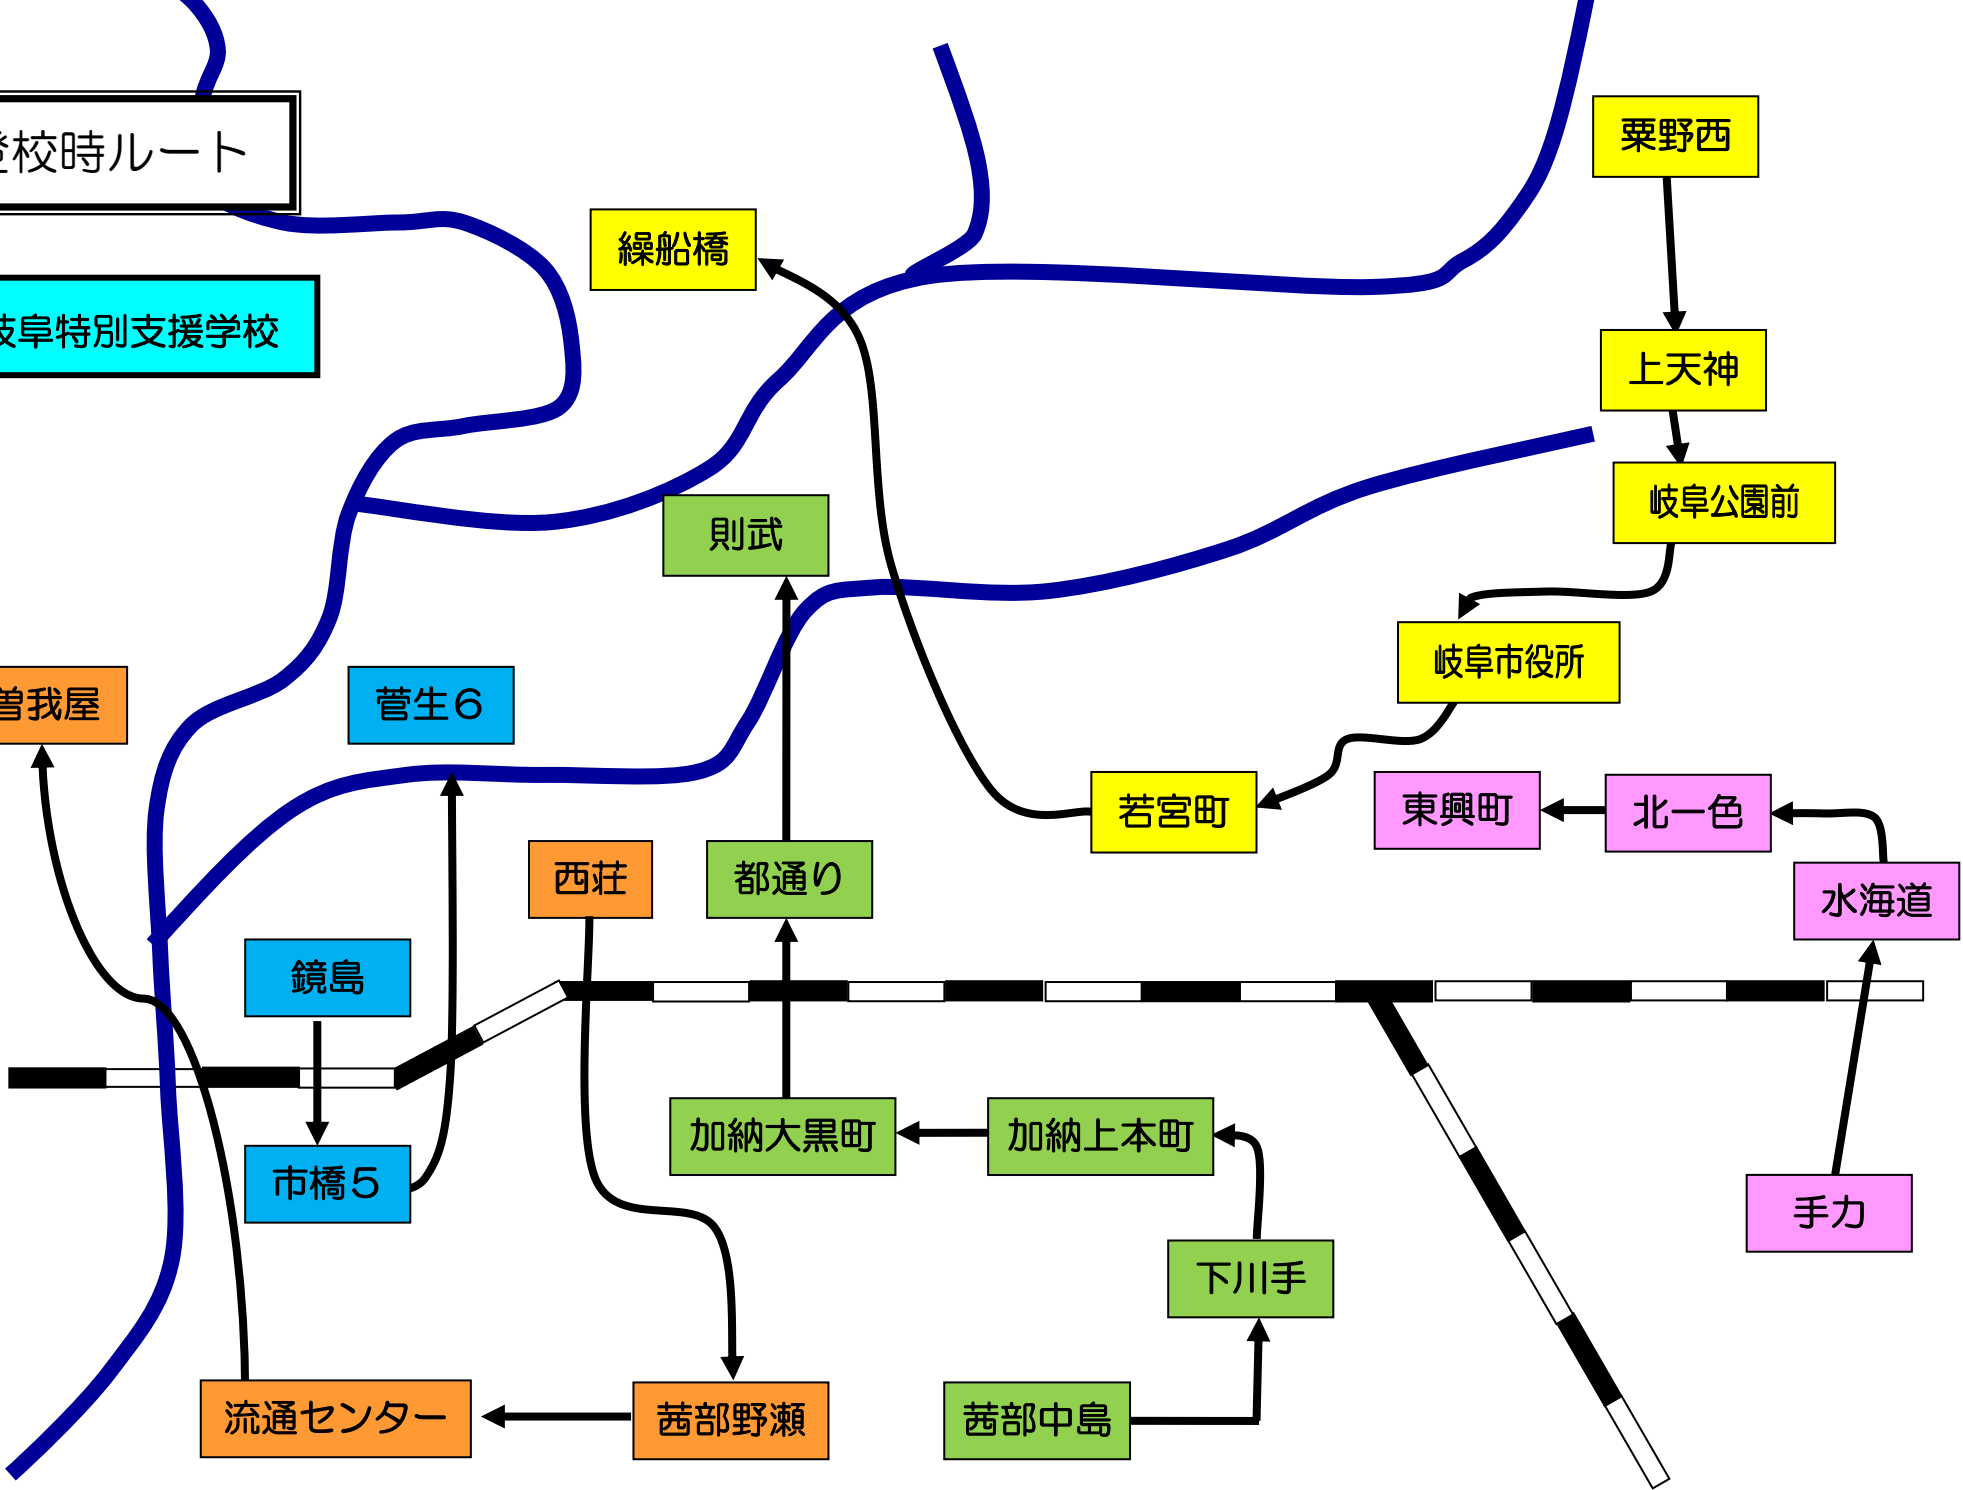 登校時ルート
岐阜特別支援学校
粟野西
繰船橋
上天神
岐阜公園前
則武
岐阜市役所
曽我屋
菅生６
若宮町
東興町
北一色
西荘
都通り
水海道
鏡島
加納大黒町
加納上本町
市橋５
手力
下川手
流通センター
茜部野瀬
茜部中島